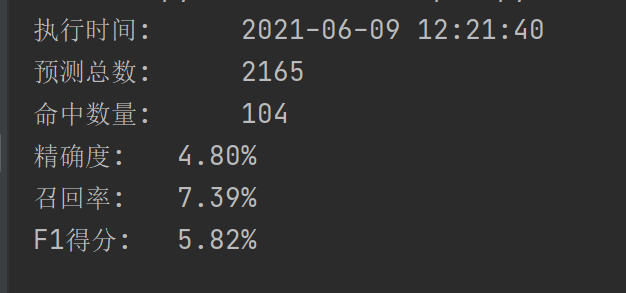 执行时间: 2021-06-09 12:21:40
预测总数: 2165
命中数量: 104
精确度: 4.80%
召回率: 7.39%
F1得分: 5.82%